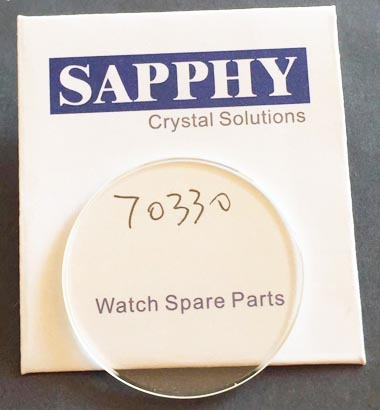 SAPPHY
Crystal Solutions
70330
Watch Spare Parts